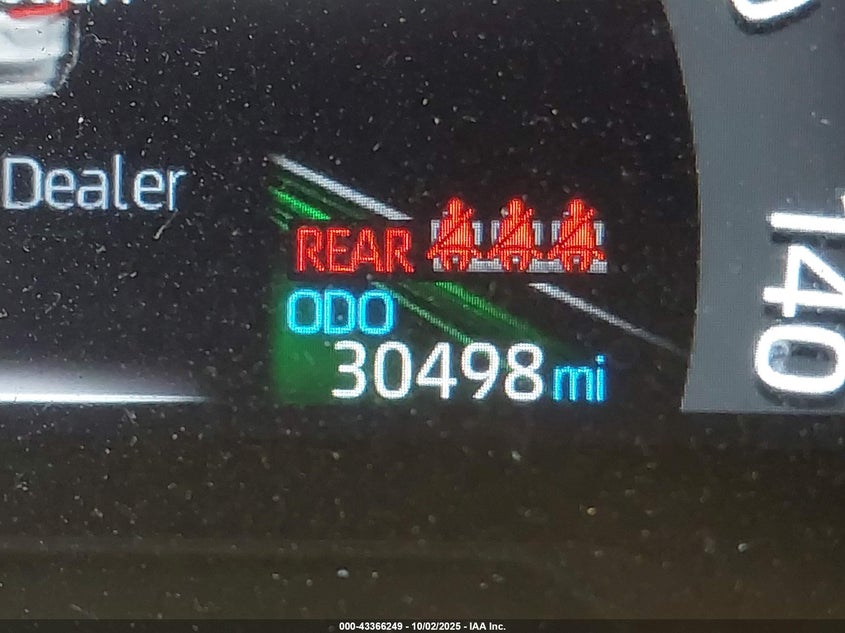 Dealer
REAR
ODO
30498 mi
140
000-43366249 - 10/02/2025 - IAA Inc.